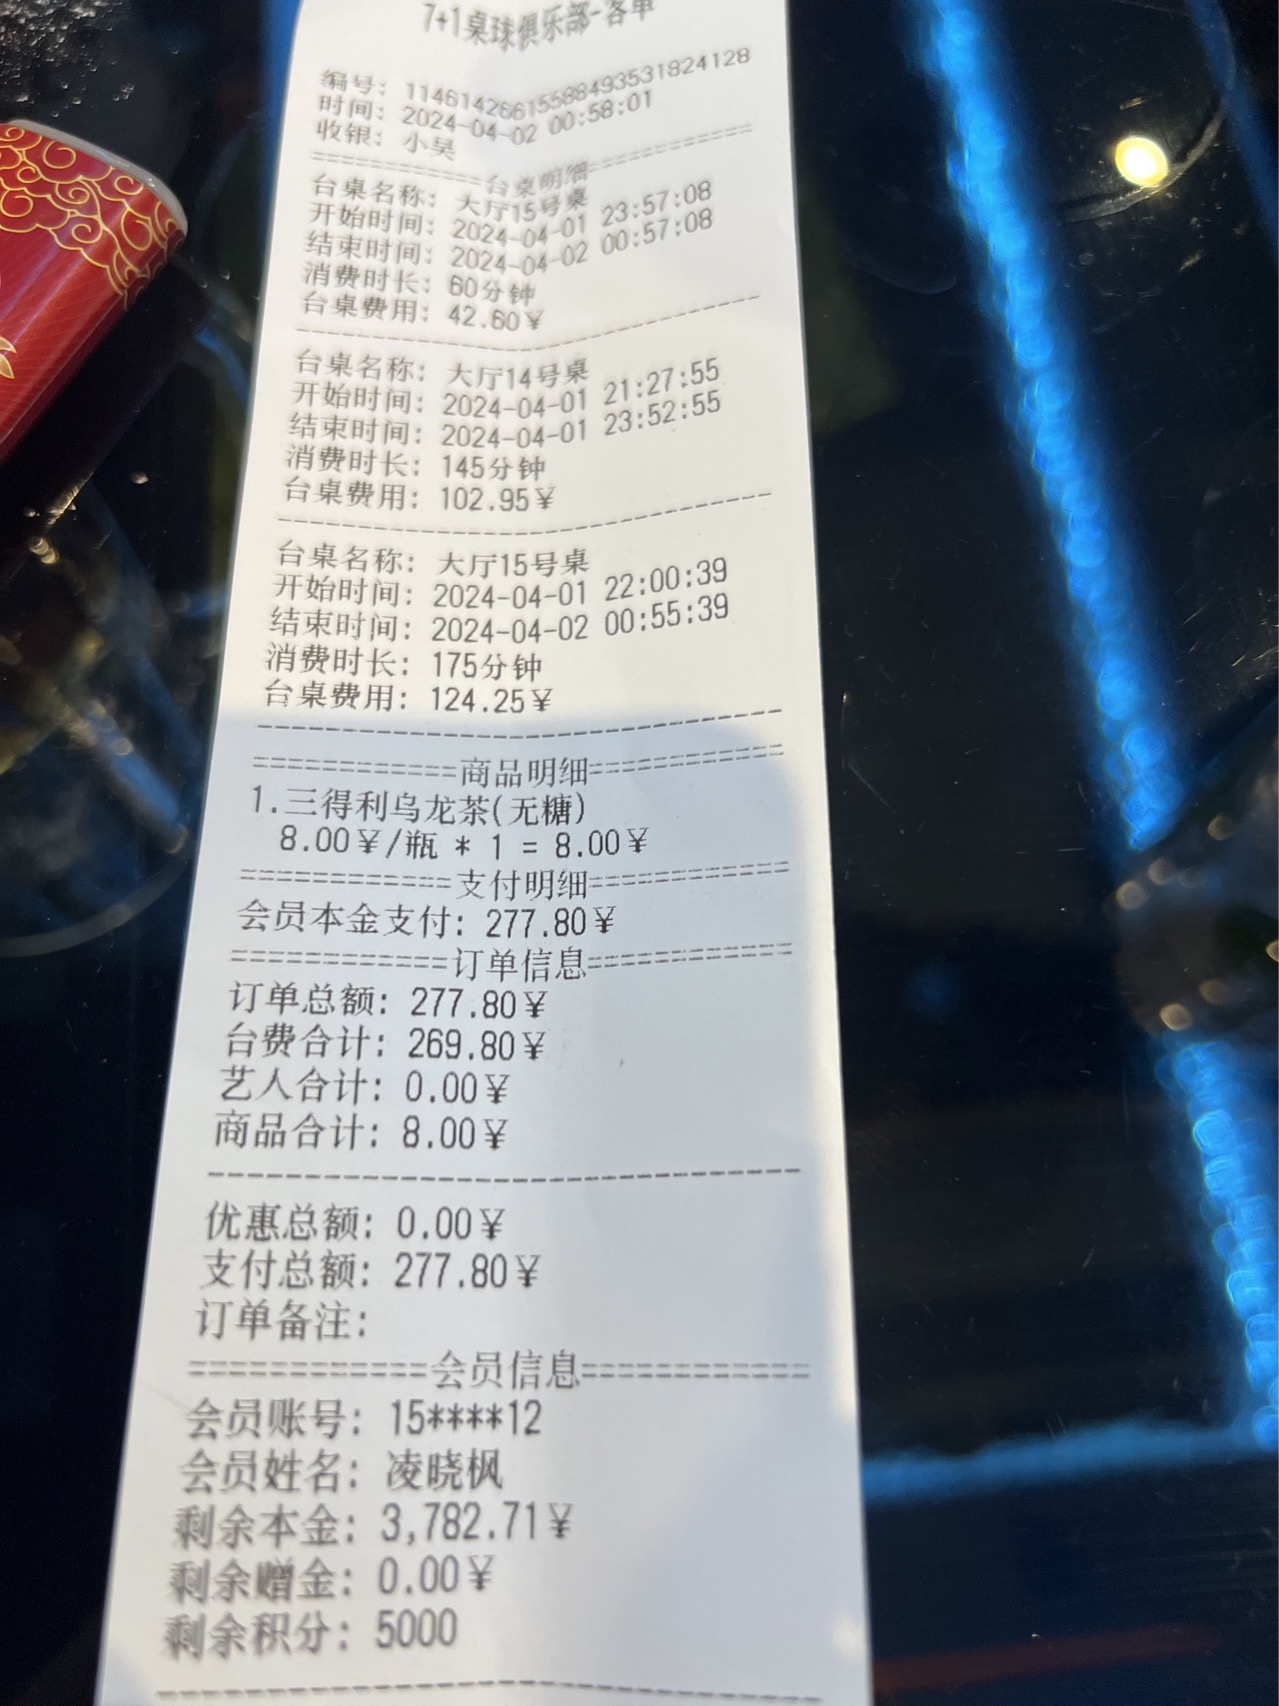 7+1桌球俱乐部-客单
编号: 1146142661558849353182​4128
时间: 2024-04-02 00:58:01
收银: 小吴
============台桌明细============
台桌名称: 大厅15号桌
开始时间: 2024-04-01 23:57:08
结束时间: 2024-04-02 00:57:08
消费时长: 60分钟
台桌费用: 42.60¥
台桌名称: 大厅14号桌
开始时间: 2024-04-01 21:27:55
结束时间: 2024-04-01 23:52:55
消费时长: 145分钟
台桌费用: 102.95¥
台桌名称: 大厅15号桌
开始时间: 2024-04-01 22:00:39
结束时间: 2024-04-02 00:55:39
消费时长: 175分钟
台桌费用: 124.25¥
============商品明细============
1.三得利乌龙茶(无糖)
8.00¥/瓶 * 1 = 8.00¥
============支付明细============
会员本金支付: 277.80¥
============订单信息============
订单总额: 277.80¥
台费合计: 269.80¥
艺人合计: 0.00¥
商品合计: 8.00¥
优惠总额: 0.00¥
支付总额: 277.80¥
订单备注:
============会员信息============
会员账号: 15****12
会员姓名: 凌晓枫
剩余本金: 3,782.71¥
剩余赠金: 0.00¥
剩余积分: 5000